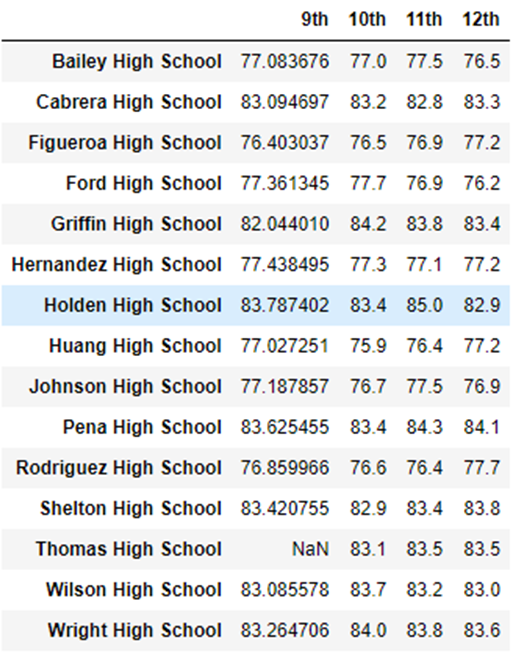 9th 10th 11th 12th
Bailey High School 77.083676 77.0 77.5 76.5
Cabrera High School 83.094697 83.2 82.8 83.3
Figueroa High School 76.403037 76.5 76.9 77.2
Ford High School 77.361345 77.7 76.9 76.2
Griffin High School 82.044010 84.2 83.8 83.4
Hernandez High School 77.438495 77.3 77.1 77.2
Holden High School 83.787402 83.4 85.0 82.9
Huang High School 77.027251 75.9 76.4 77.2
Johnson High School 77.187857 76.7 77.5 76.9
Pena High School 83.625455 83.4 84.3 84.1
Rodriguez High School 76.859966 76.6 76.4 77.7
Shelton High School 83.420755 82.9 83.4 83.8
Thomas High School NaN 83.1 83.5 83.5
Wilson High School 83.085578 83.7 83.2 83.0
Wright High School 83.264706 84.0 83.8 83.6